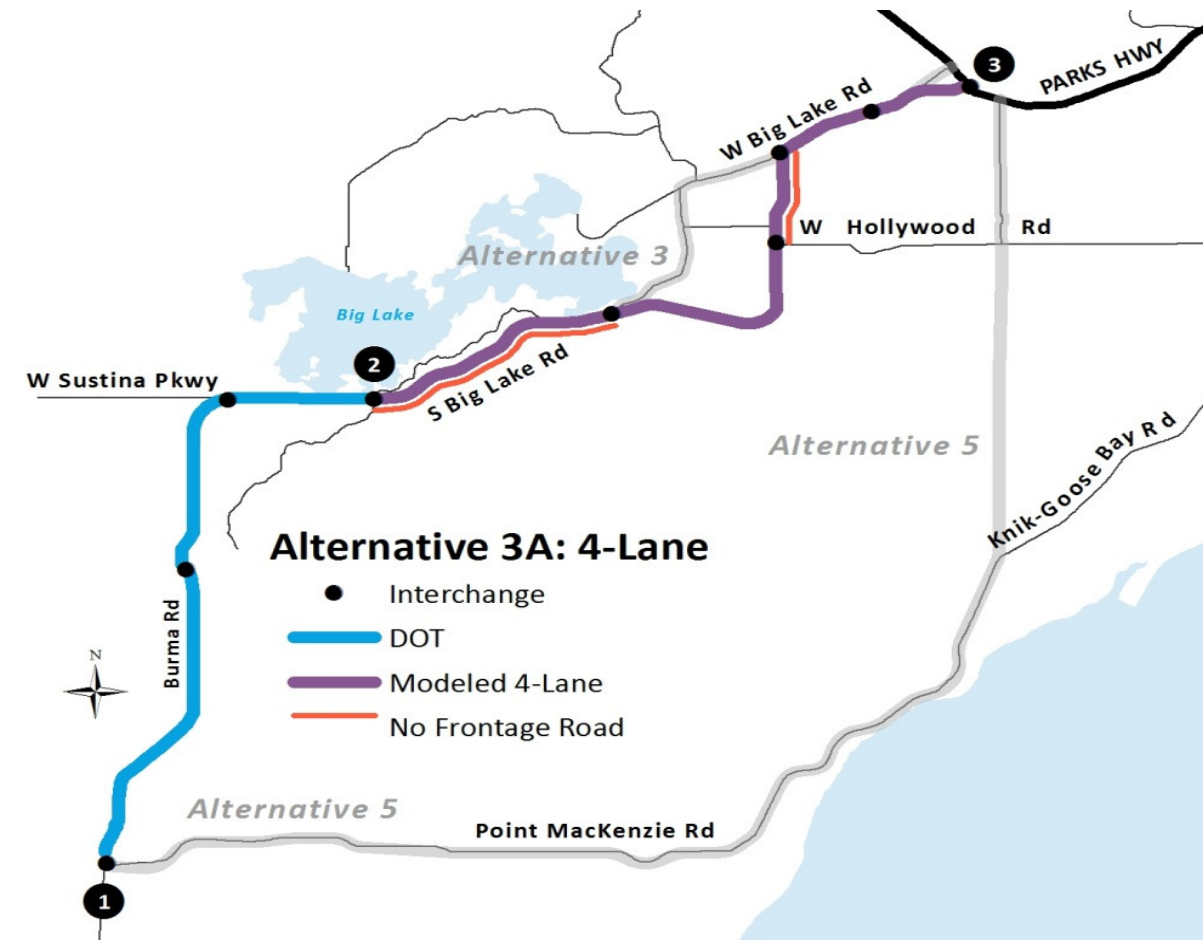 3
PARKS HWY
W Big Lake Rd
W Hollywood Rd
Alternative 3
Big Lake
2
W Sustina Pkwy
S Big Lake Rd
Alternative 5
Knik-Goose Bay Rd
Alternative 3A: 4-Lane
Interchange
DOT
Modeled 4-Lane
No Frontage Road
Burma Rd
N
Alternative 5
Point MacKenzie Rd
1